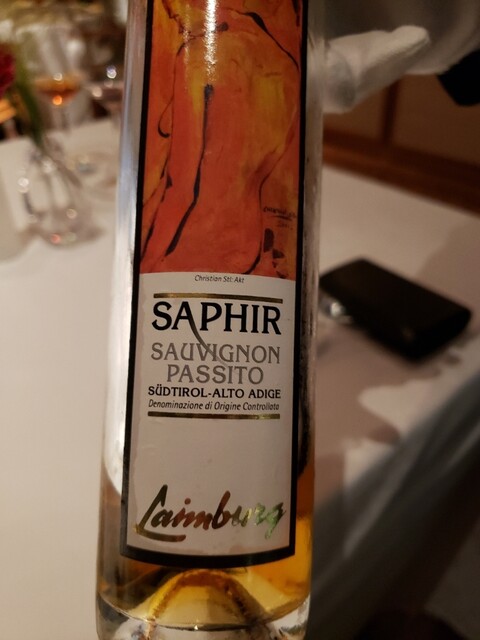 Christian Stl: Akt
SAPHIR
SAUVIGNON
PASSITO
SÜDTIROL-ALTO ADIGE
Denominazione di Origine Controllata
Laimburg